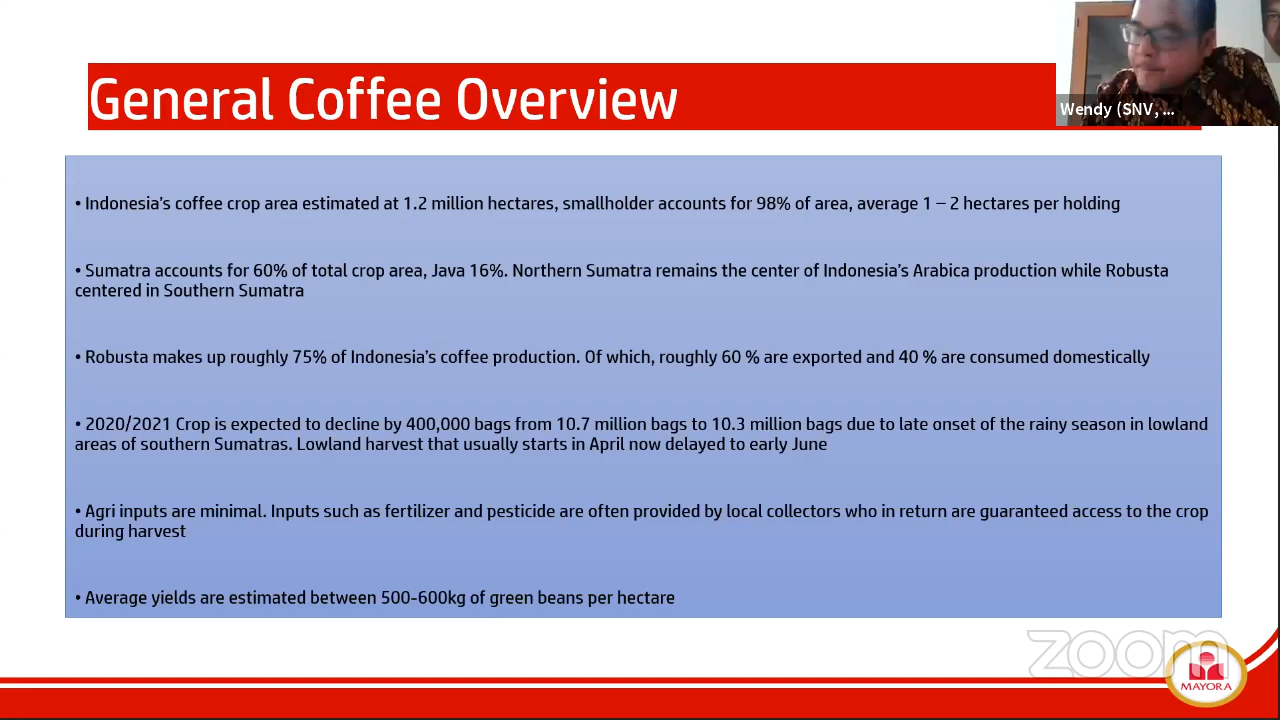 General Coffee Overview
Wendy (SNV, ...
• Indonesia's coffee crop area estimated at 1.2 million hectares, smallholder accounts for 98% of area, average 1 – 2 hectares per holding
• Sumatra accounts for 60% of total crop area, Java 16%. Northern Sumatra remains the center of Indonesia's Arabica production while Robusta
centered in Southern Sumatra
• Robusta makes up roughly 75% of Indonesia's coffee production. Of which, roughly 60 % are exported and 40 % are consumed domestically
• 2020/2021 Crop is expected to decline by 400,000 bags from 10.7 million bags to 10.3 million bags due to late onset of the rainy season in lowland
areas of southern Sumatras. Lowland harvest that usually starts in April now delayed to early June
• Agri inputs are minimal. Inputs such as fertilizer and pesticide are often provided by local collectors who in return are guaranteed access to the crop
during harvest
• Average yields are estimated between 500-600kg of green beans per hectare
zoom
MAYORA